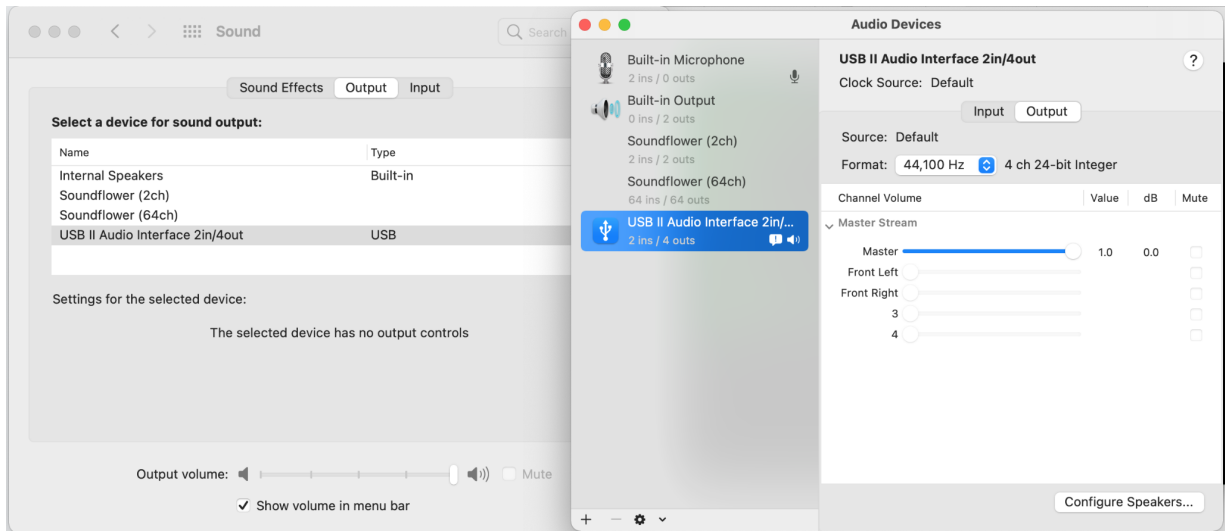 Sound
Search
Sound Effects Output Input
Select a device for sound output:
Name Type
Internal Speakers Built-in
Soundflower (2ch)
Soundflower (64ch)
USB II Audio Interface 2in/4out USB
Settings for the selected device:
The selected device has no output controls
Output volume: Mute
Show volume in menu bar
Audio Devices
Built-in Microphone
2 ins / 0 outs
Built-in Output
0 ins / 2 outs
Soundflower (2ch)
2 ins / 2 outs
Soundflower (64ch)
64 ins / 64 outs
USB II Audio Interface 2in/...
2 ins / 4 outs
USB II Audio Interface 2in/4out ?
Clock Source: Default
Input Output
Source: Default
Format: 44,100 Hz 4 ch 24-bit Integer
Channel Volume Value dB Mute
Master Stream
Master 1.0 0.0
Front Left
Front Right
3
4
Configure Speakers...